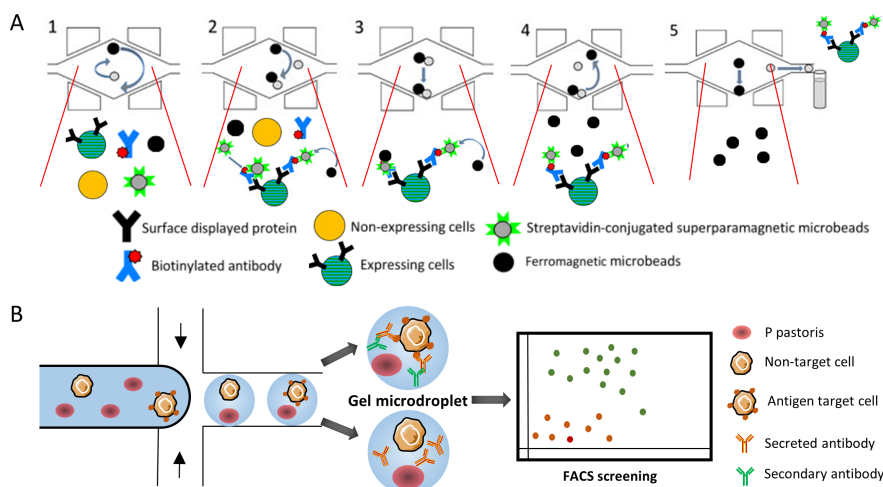 A
1
2
3
4
5
Surface displayed protein
Non-expressing cells
Streptavidin-conjugated superparamagnetic microbeads
Biotinylated antibody
Expressing cells
Ferromagnetic microbeads
B
Gel microdroplet
FACS screening
P pastoris
Non-target cell
Antigen target cell
Secreted antibody
Secondary antibody